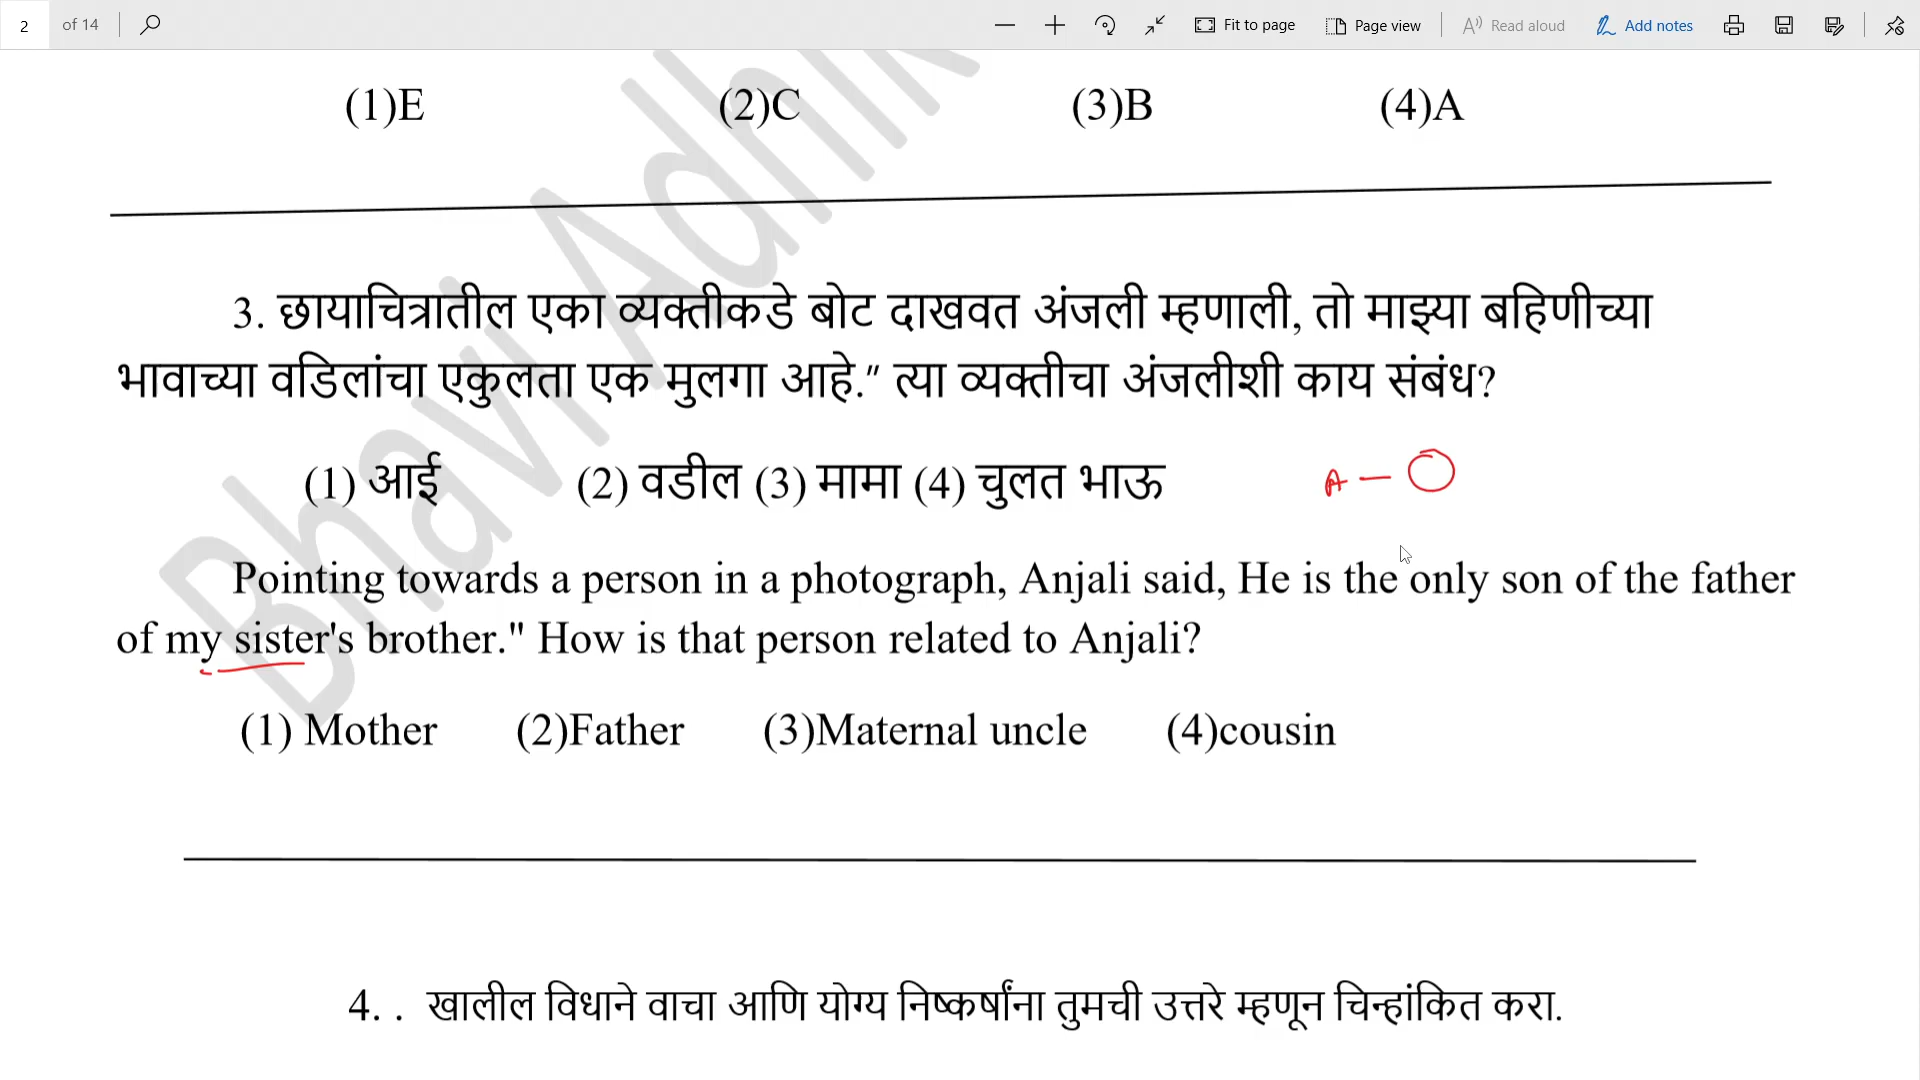 2 of 14 Fit to page Page view Read aloud Add notes
(1)E (2)C (3)B (4)A
3. छायाचित्रातील एका व्यक्तीकडे बोट दाखवत अंजली म्हणाली, तो माझ्या बहिणीच्या
भावाच्या वडिलांचा एकुलता एक मुलगा आहे." त्या व्यक्तीचा अंजलीशी काय संबंध?
(1) आई (2) वडील (3) मामा (4) चुलत भाऊ A –
Pointing towards a person in a photograph, Anjali said, He is the only son of the father
of my sister's brother." How is that person related to Anjali?
(1) Mother (2)Father (3)Maternal uncle (4)cousin
4. . खालील विधाने वाचा आणि योग्य निष्कर्षांना तुमची उत्तरे म्हणून चिन्हांकित करा.
Bhavi Adhik